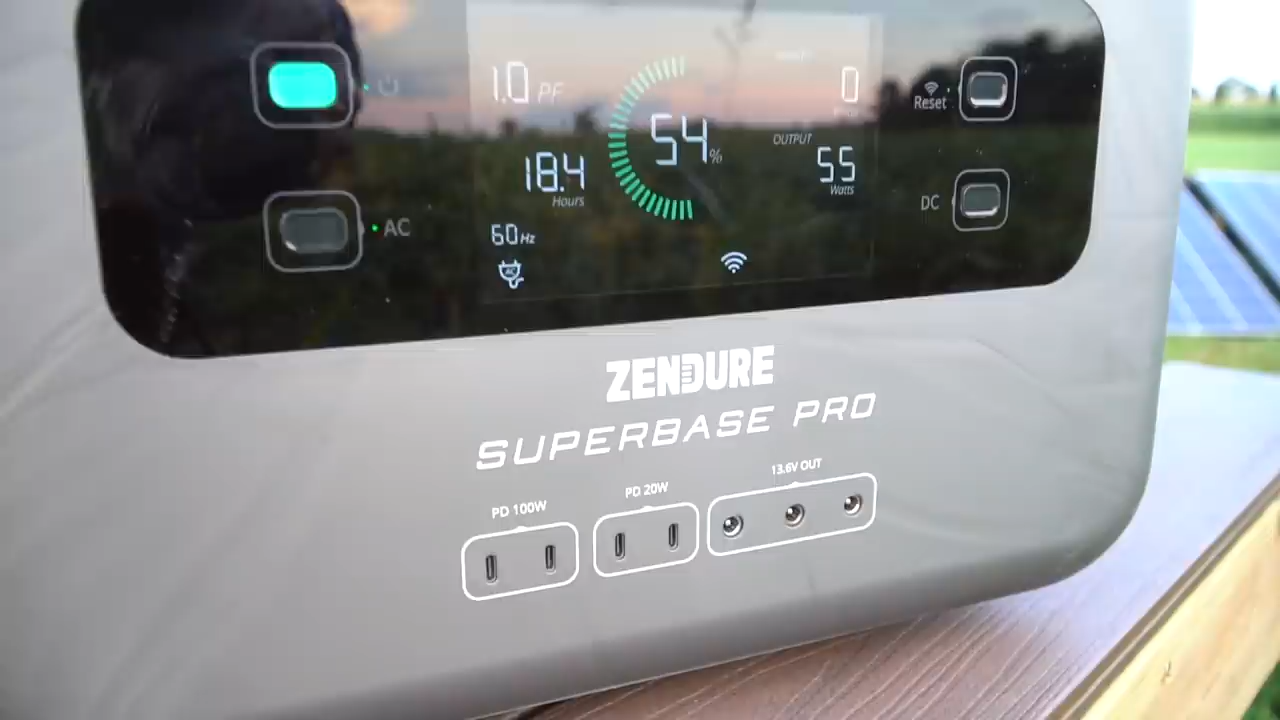 1.0 PF
18.4
Hours
60Hz
AC
54%
0
OUTPUT
55
Watts
Reset
DC
AC
ZENDURE
SUPERBASE PRO
PD 100W
PD 20W
13.6V OUT